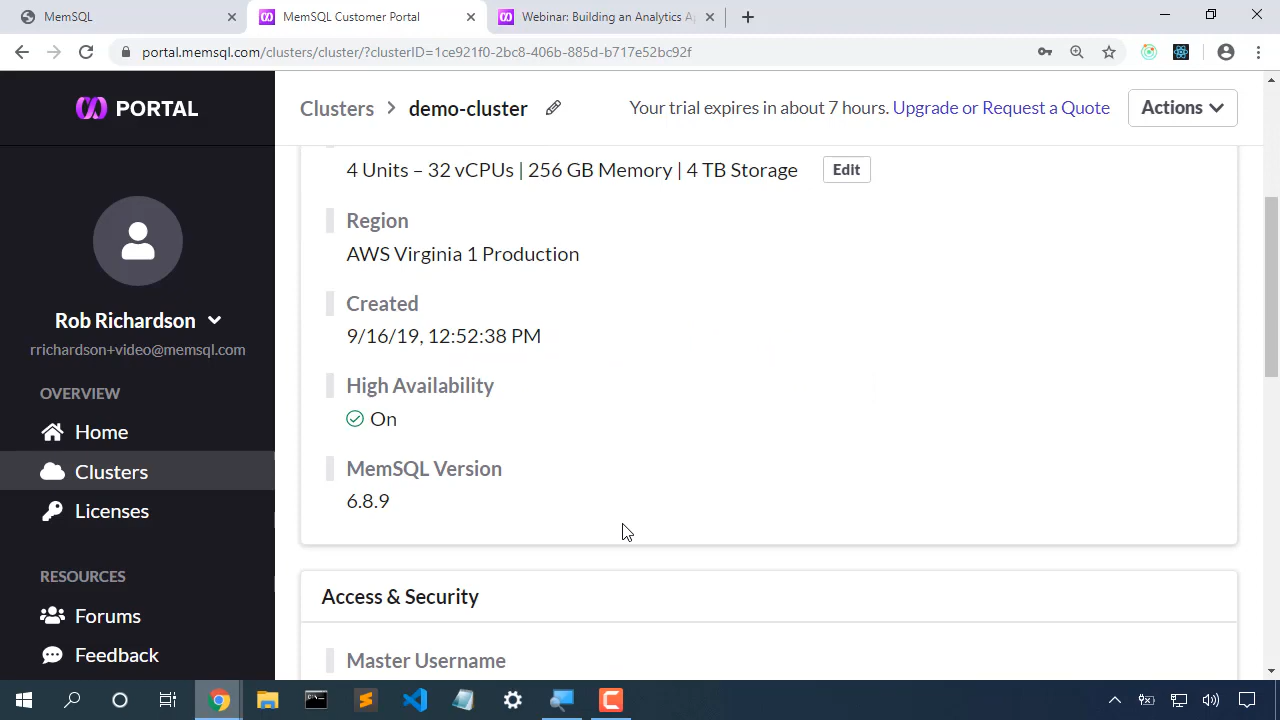 MemSQL
MemSQL Customer Portal
Webinar: Building an Analytics A
portal.memsql.com/clusters/cluster/?clusterID=1ce921f0-2bc8-406b-885d-b717e52bc92f
PORTAL
Clusters > demo-cluster
Your trial expires in about 7 hours. Upgrade or Request a Quote
Actions
4 Units – 32 vCPUs | 256 GB Memory | 4 TB Storage
Edit
Region
AWS Virginia 1 Production
Created
9/16/19, 12:52:38 PM
High Availability
On
MemSQL Version
6.8.9
Access & Security
Master Username
Rob Richardson
rrichardson+video@memsql.com
OVERVIEW
Home
Clusters
Licenses
RESOURCES
Forums
Feedback